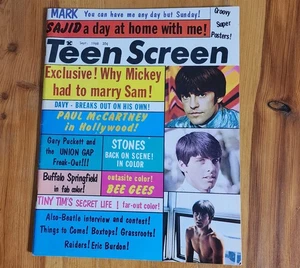 MARK You can have me any day but Sunday!
SAJID a day at home with me!
Groovy
Super
Posters!
Teen Screen
Exclusive! Why Mickey
had to marry Sam!
DAVY - BREAKS OUT ON HIS OWN!
PAUL McCARTNEY
in Hollywood!
Gary Puckett and
the UNION GAP
Freak-Out!!!
STONES
BACK ON SCENE!
IN COLOR
Buffalo Springfield
in fab color!
outasite color!
BEE GEES
TINY TIM'S SECRET LIFE far-out color!
Also-Beatle interview and contest!
Things to Come! Boxtops! Grassroots!
Raiders! Eric Burdon!